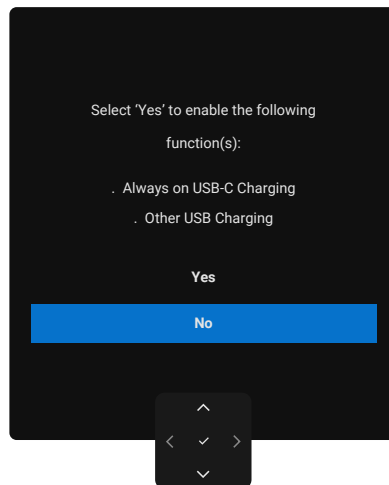 Select ‘Yes’ to enable the following
function(s):
. Always on USB-C Charging
. Other USB Charging
Yes
No